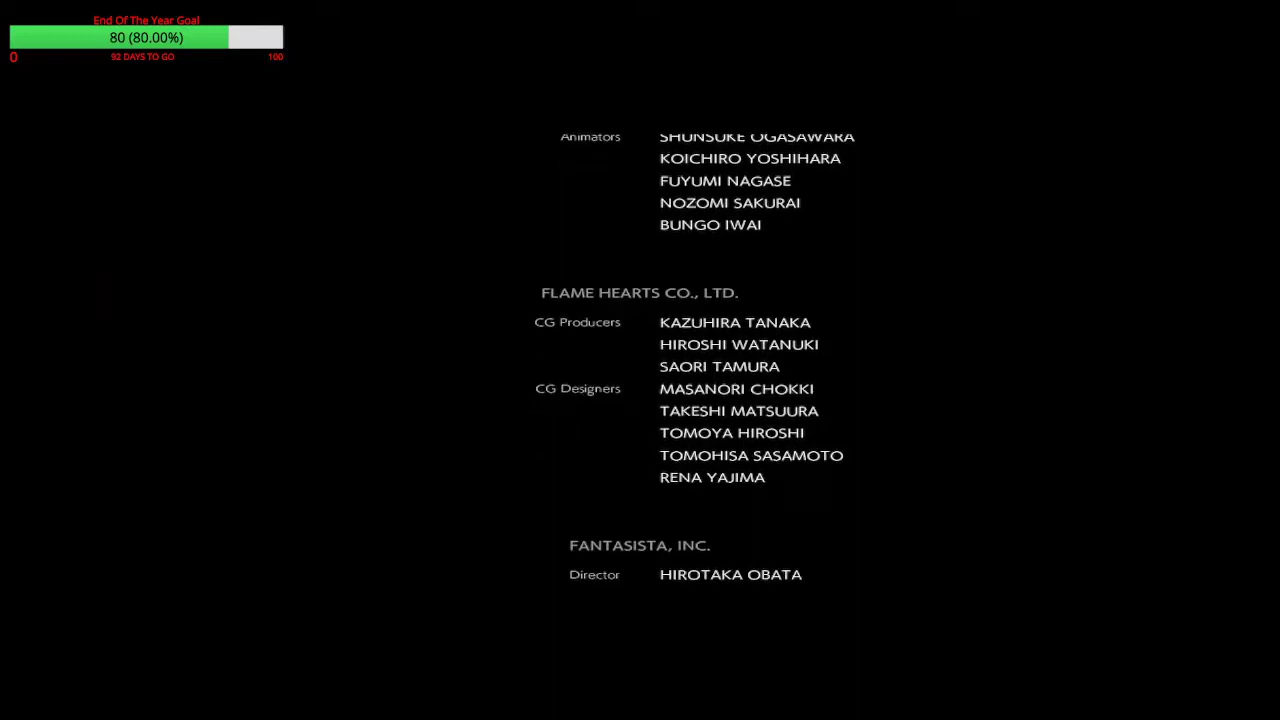 End Of The Year Goal
80 (80.00%)
0 92 DAYS TO GO 100
Animators SHUNSUKE OGASAWARA
KOICHIRO YOSHIHARA
FUYUMI NAGASE
NOZOMI SAKURAI
BUNGO IWAI
FLAME HEARTS CO., LTD.
CG Producers KAZUHIRA TANAKA
HIROSHI WATANUKI
SAORI TAMURA
CG Designers MASANORI CHOKKI
TAKESHI MATSUURA
TOMOYA HIROSHI
TOMOHISA SASAMOTO
RENA YAJIMA
FANTASISTA, INC.
Director HIROTAKA OBATA